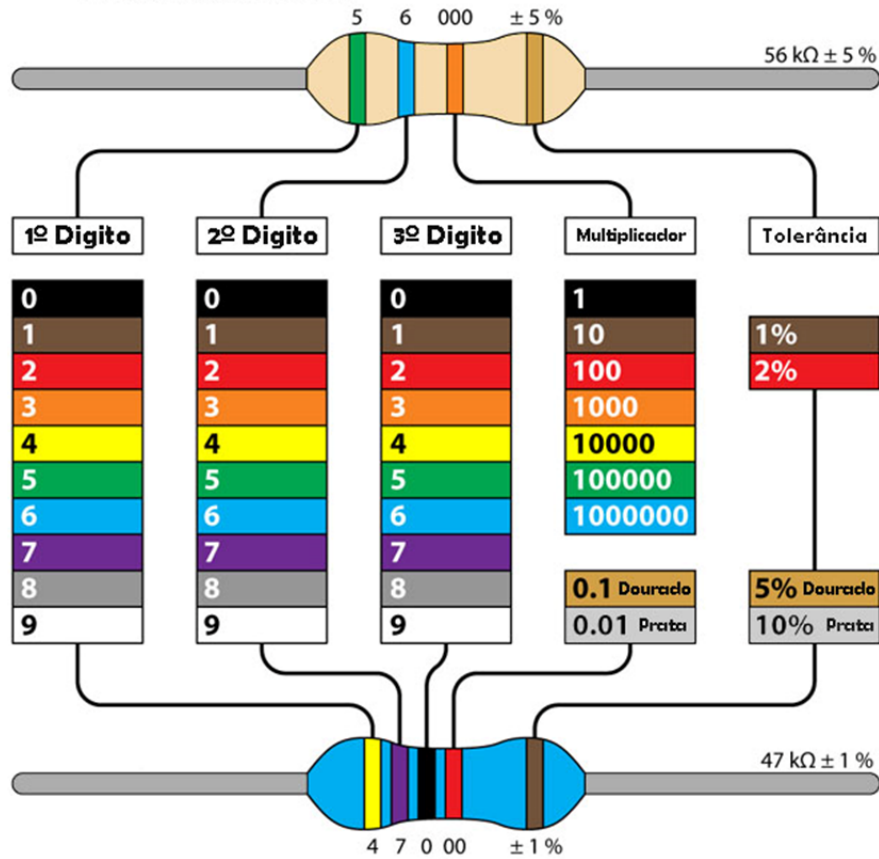 5 6 000 ± 5 %
56 kΩ ± 5 %
1º Digito 2º Digito 3º Digito Multiplicador Tolerância
0 0 0 1
1 1 1 10 1%
2 2 2 100 2%
3 3 3 1000
4 4 4 10000
5 5 5 100000
6 6 6 1000000
7 7 7
8 8 8 0.1 Dourado 5% Dourado
9 9 9 0.01 Prata 10% Prata
47 kΩ ± 1 %
4 7 0 00 ± 1 %